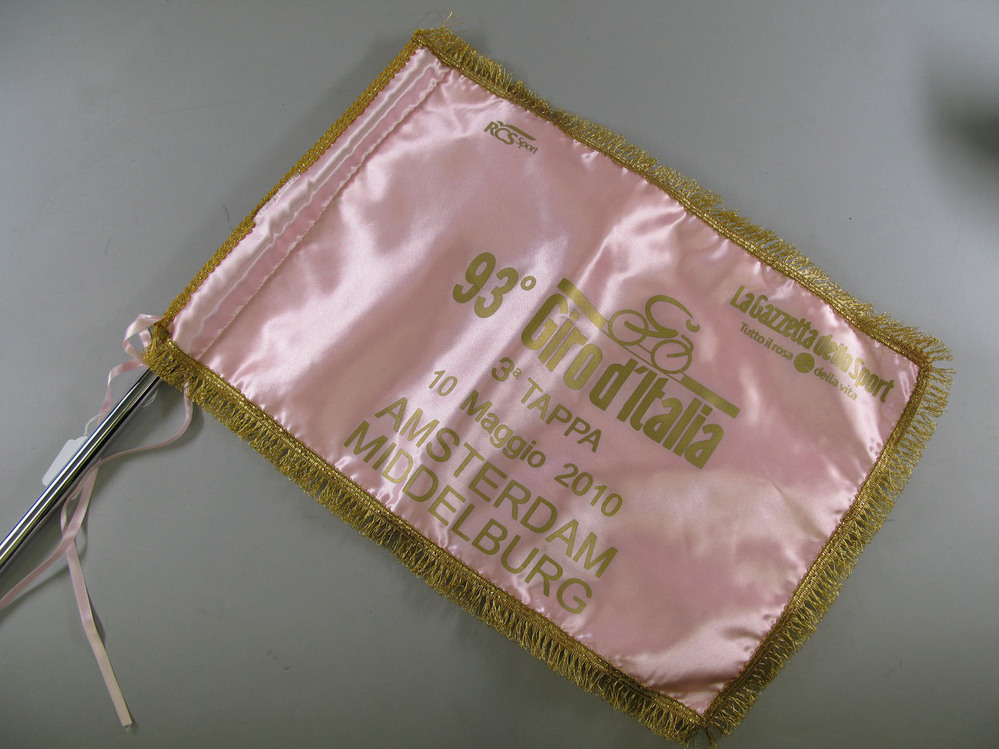 RCS Sport
93° Giro d'Italia
La Gazzetta dello Sport
Tutto il rosa della vita
3ª TAPPA
10 Maggio 2010
AMSTERDAM
MIDDELBURG